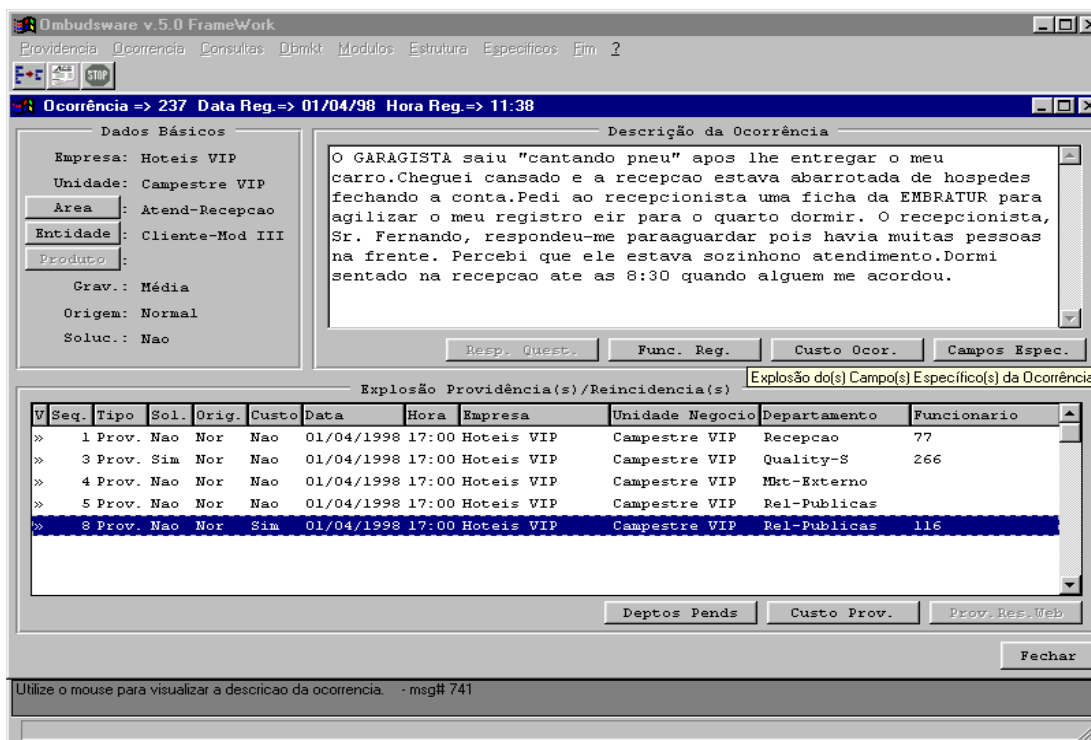 Ombudsware v.5.0 FrameWork
Providencia Ocorrencia Consultas Dbmkt Modulos Estrutura Específicos Fim ?
STOP
Ocorrência => 237 Data Reg.=> 01/04/98 Hora Reg.=> 11:38
Dados Básicos
Empresa: Hoteis VIP
Unidade: Campestre VIP
Area : Atend-Recepcao
Entidade : Cliente-Mod III
Produto :
Grav.: Média
Origem: Normal
Soluc.: Nao
Descrição da Ocorrência
O GARAGISTA saiu "cantando pneu" apos lhe entregar o meu
carro.Cheguei cansado e a recepcao estava abarrotada de hospedes
fechando a conta.Pedi ao recepcionista uma ficha da EMBRATUR para
agilizar o meu registro eir para o quarto dormir. O recepcionista,
Sr. Fernando, respondeu-me paraaguardar pois havia muitas pessoas
na frente. Percebi que ele estava sozinhono atendimento.Dormi
sentado na recepcao ate as 8:30 quando alguem me acordou.
Resp. Quest. Func. Reg. Custo Ocor. Campos Espec.
Explosão do(s) Campo(s) Específico(s) da Ocorrência
Explosão Providência(s)/Reincidencia(s)
V Seq. Tipo Sol. Orig. Custo Data Hora Empresa Unidade Negocio Departamento Funcionario
» 1 Prov. Nao Nor Nao 01/04/1998 17:00 Hoteis VIP Campestre VIP Recepcao 77
» 3 Prov. Sim Nor Nao 01/04/1998 17:00 Hoteis VIP Campestre VIP Quality-S 266
» 4 Prov. Nao Nor Nao 01/04/1998 17:00 Hoteis VIP Campestre VIP Mkt-Externo
» 5 Prov. Nao Nor Nao 01/04/1998 17:00 Hoteis VIP Campestre VIP Rel-Publicas
» 8 Prov. Nao Nor Sim 01/04/1998 17:00 Hoteis VIP Campestre VIP Rel-Publicas 116
Deptos Pends Custo Prov. Prov.Res.Web
Fechar
Utilize o mouse para visualizar a descricao da ocorrencia. - msg# 741